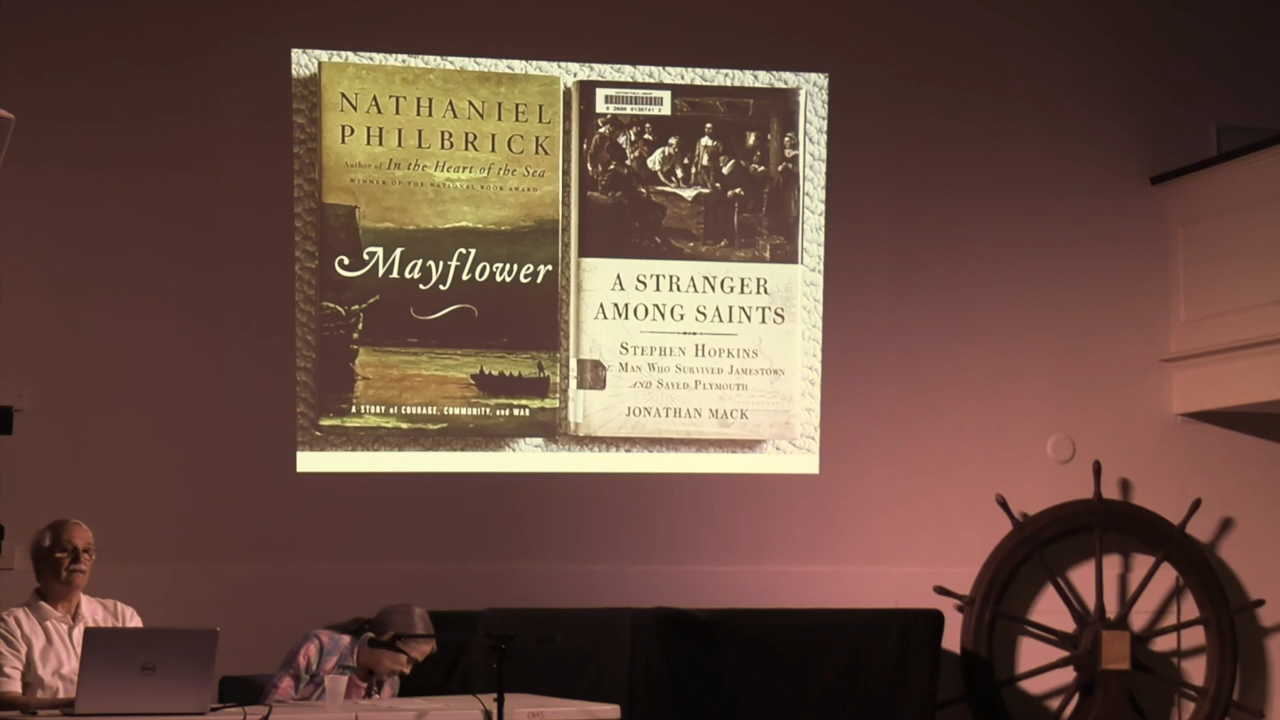 NATHANIEL
PHILBRICK
Author of In the Heart of the Sea
WINNER OF THE NATIONAL BOOK AWARD
Mayflower
A STORY of COURAGE, COMMUNITY, and WAR
A STRANGER
AMONG SAINTS
STEPHEN HOPKINS
MAN WHO SURVIVED JAMESTOWN
AND SAVED PLYMOUTH
JONATHAN MACK
DELL